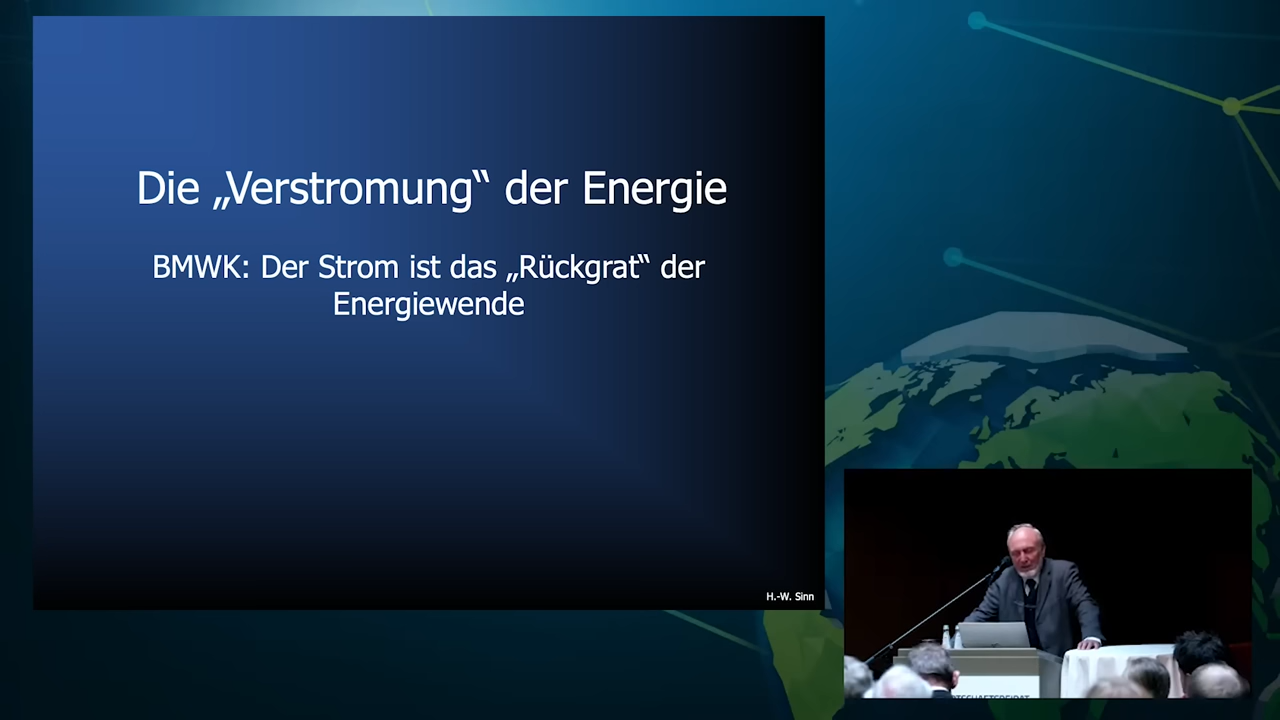 Die „Verstromung“ der Energie
BMWK: Der Strom ist das „Rückgrat“ der
Energiewende
H.-W. Sinn